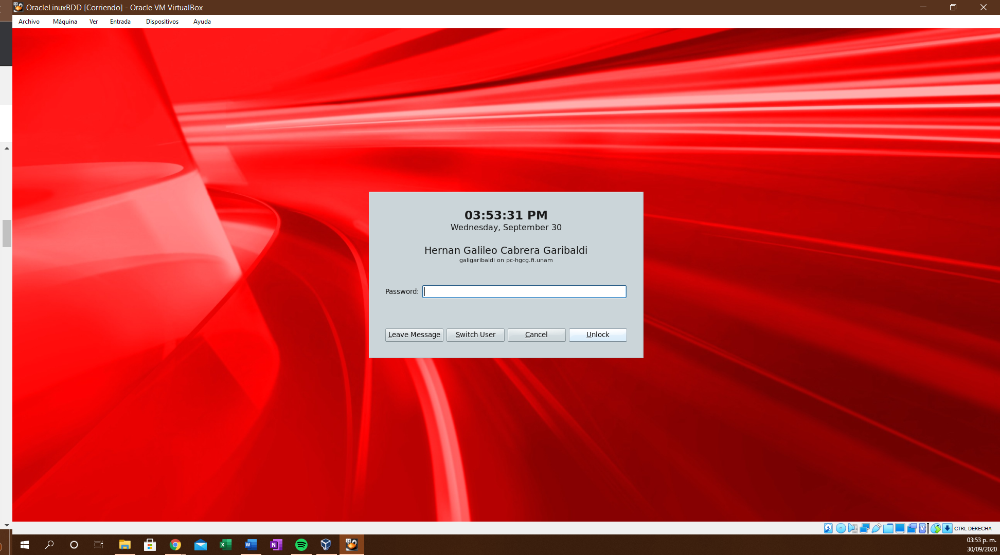 OracleLinuxBDD [Corriendo] - Oracle VM VirtualBox
Archivo Máquina Ver Entrada Dispositivos Ayuda
03:53:31 PM
Wednesday, September 30
Hernan Galileo Cabrera Garibaldi
galigaribaldi on pc-hgcg.fi.unam
Password:
Leave Message Switch User Cancel Unlock
CTRL DERECHA
03:53 p. m.
30/09/2020